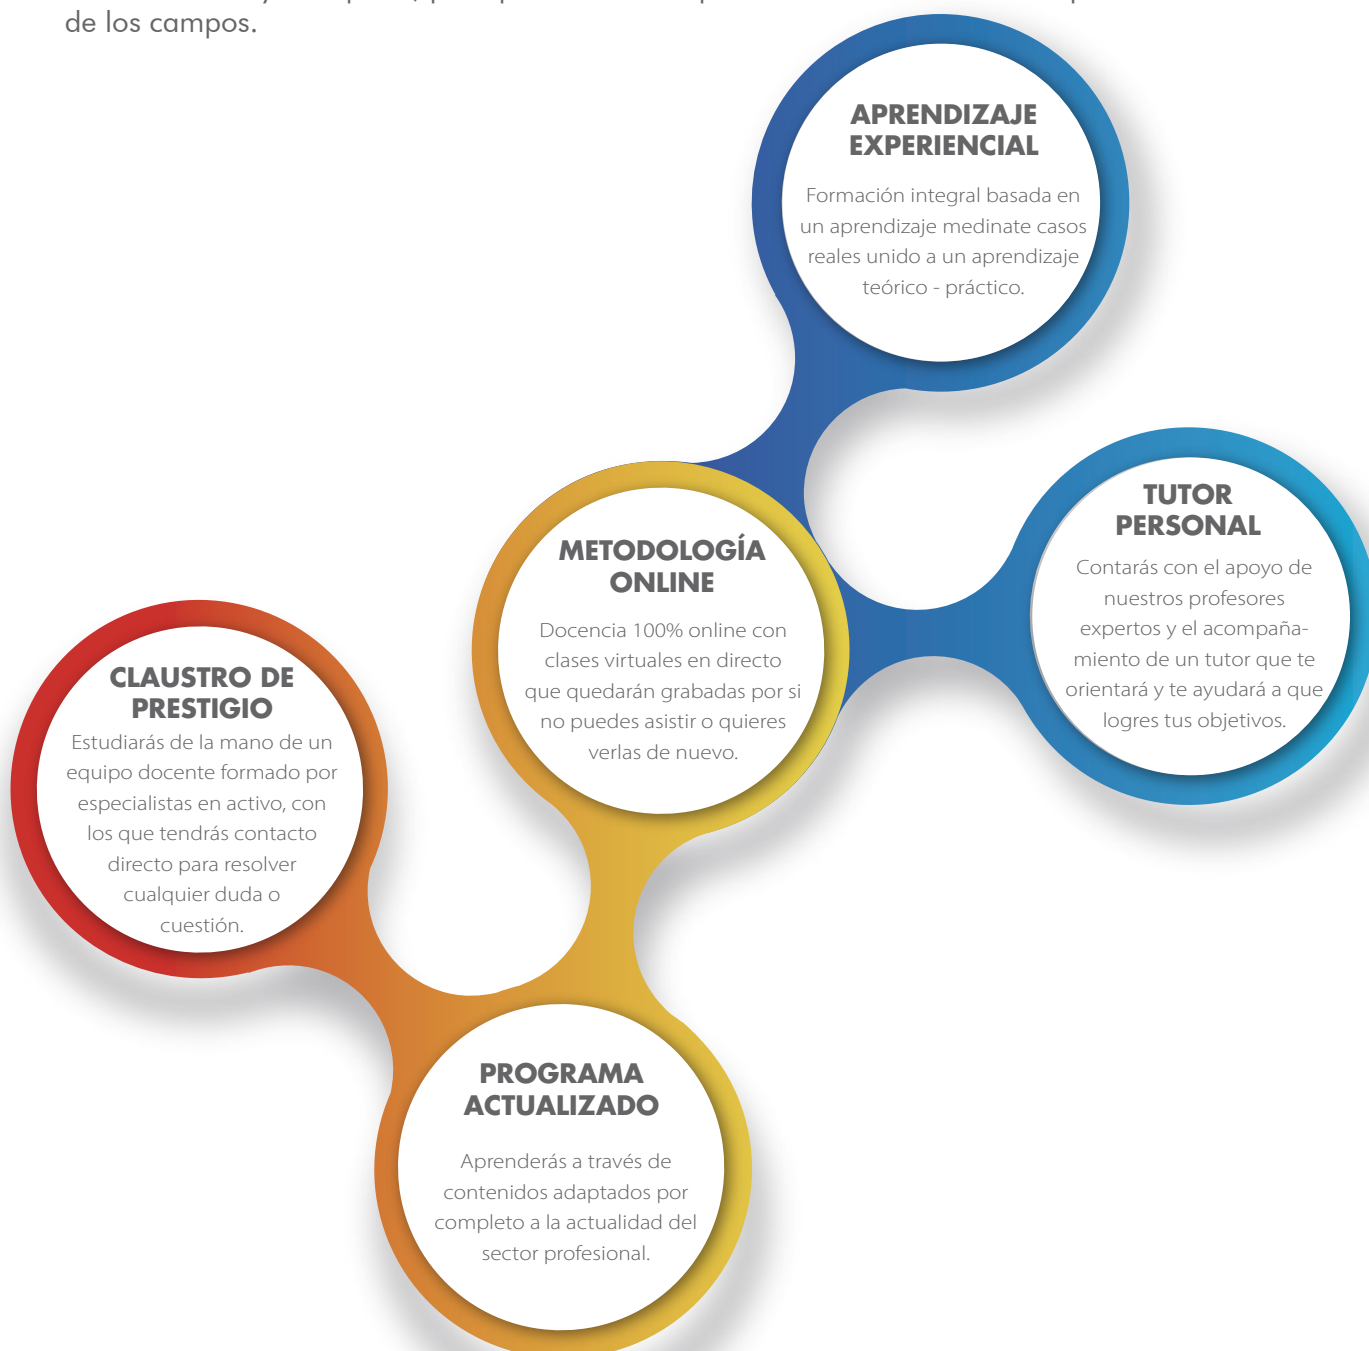 de los campos.
APRENDIZAJE
EXPERIENCIAL
Formación integral basada en
un aprendizaje medinate casos
reales unido a un aprendizaje
teórico - práctico.
TUTOR
PERSONAL
Contarás con el apoyo de
nuestros profesores
expertos y el acompaña-
miento de un tutor que te
orientará y te ayudará a que
logres tus objetivos.
METODOLOGÍA
ONLINE
Docencia 100% online con
clases virtuales en directo
que quedarán grabadas por si
no puedes asistir o quieres
verlas de nuevo.
CLAUSTRO DE
PRESTIGIO
Estudiarás de la mano de un
equipo docente formado por
especialistas en activo, con
los que tendrás contacto
directo para resolver
cualquier duda o
cuestión.
PROGRAMA
ACTUALIZADO
Aprenderás a través de
contenidos adaptados por
completo a la actualidad del
sector profesional.